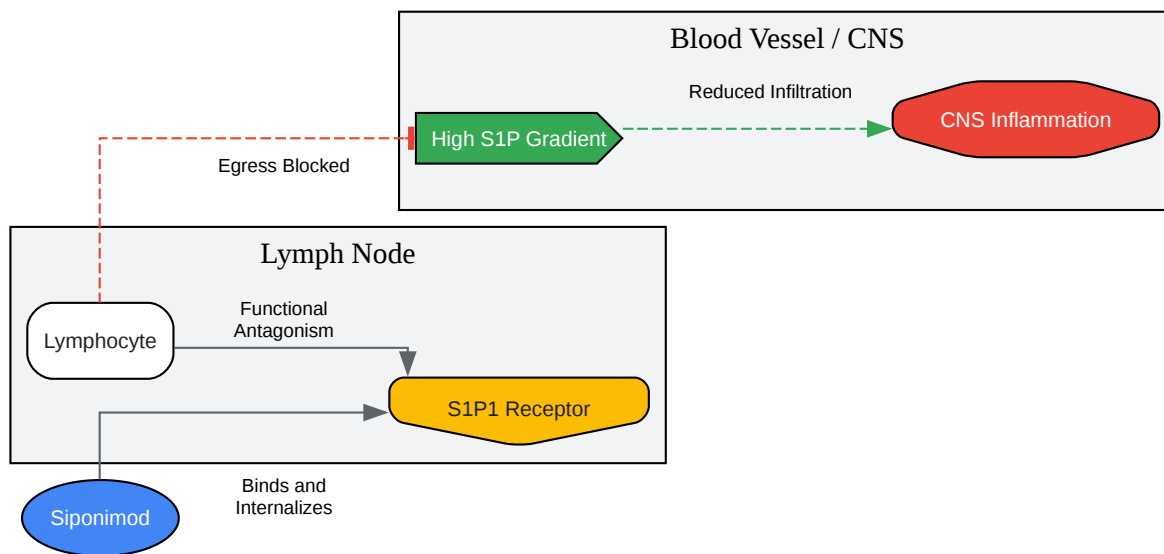 Blood Vessel / CNS
Reduced Infiltration
High S1P Gradient
CNS Inflammation
Egress Blocked
Lymph Node
Lymphocyte
Functional
Antagonism
S1P1 Receptor
Binds and
Internalizes
Siponimod